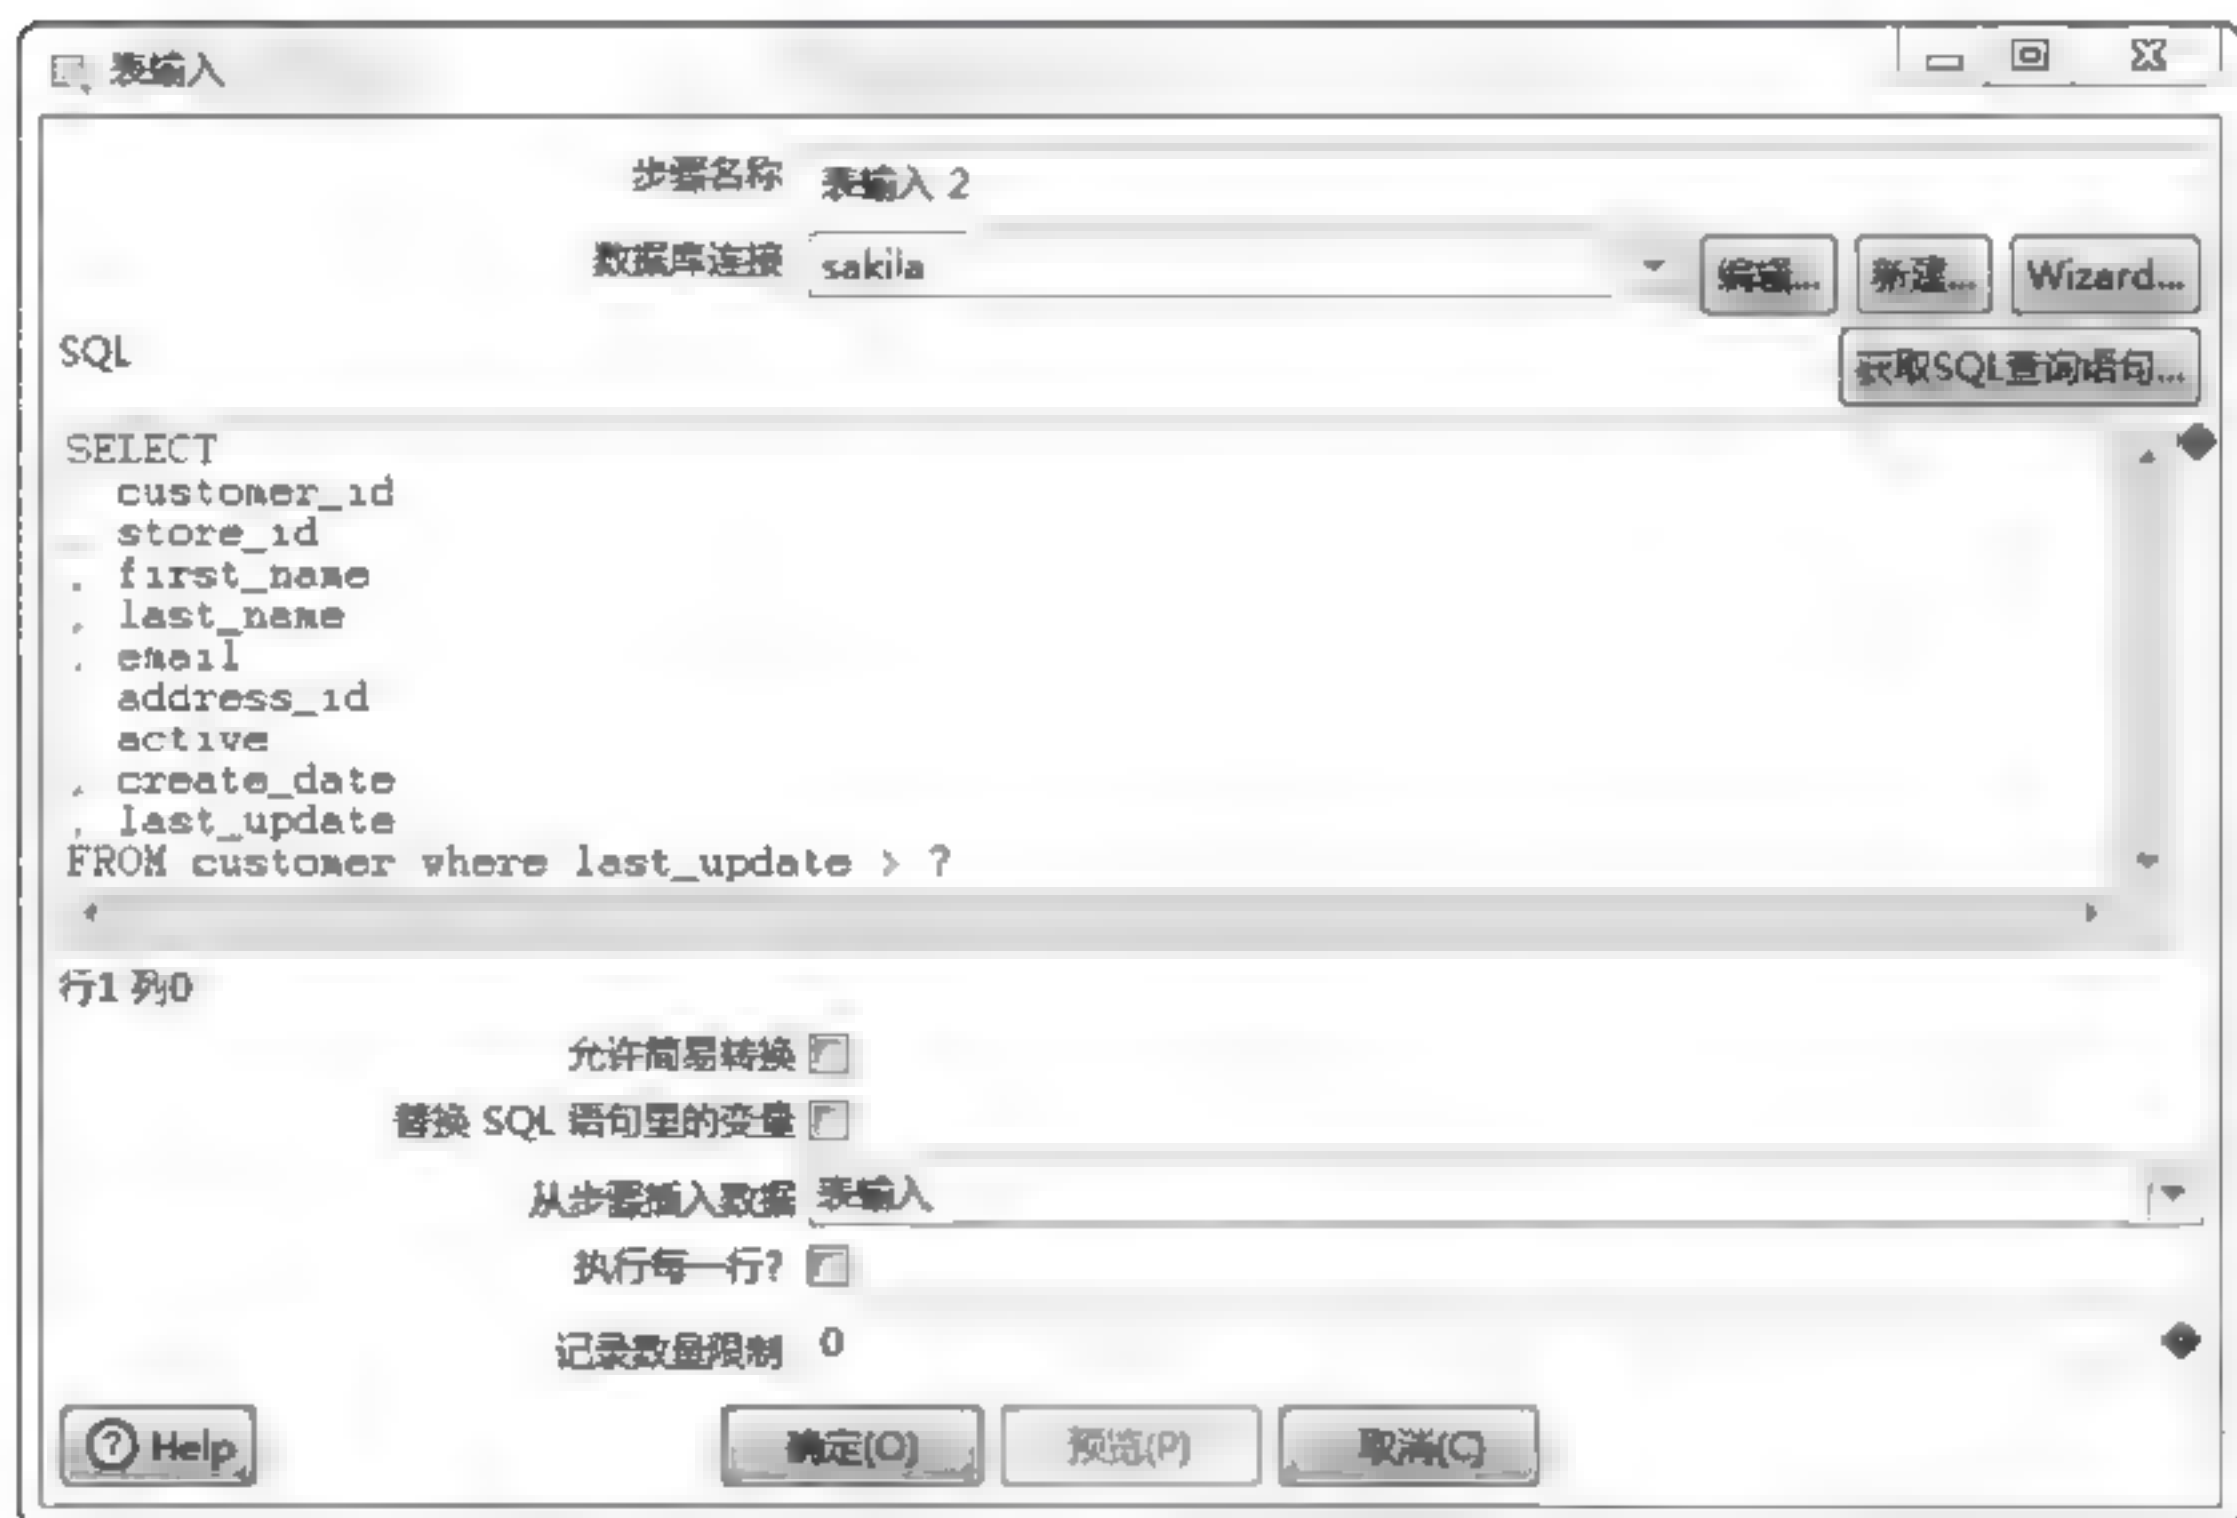 表输入
步骤名称 表输入 2
数据库连接 sakila 编辑... 新建... Wizard...
SQL 获取SQL查询语句...
SELECT
customer_id
store_id
, first_name
, last_name
, email
address_id
active
, create_date
, last_update
FROM customer where last_update > ?
行1 列0
允许简易转换
替换 SQL 语句里的变量
从步骤插入数据 表输入
执行每一行?
记录数量限制 0
Help 确定(O) 预览(P) 取消(C)